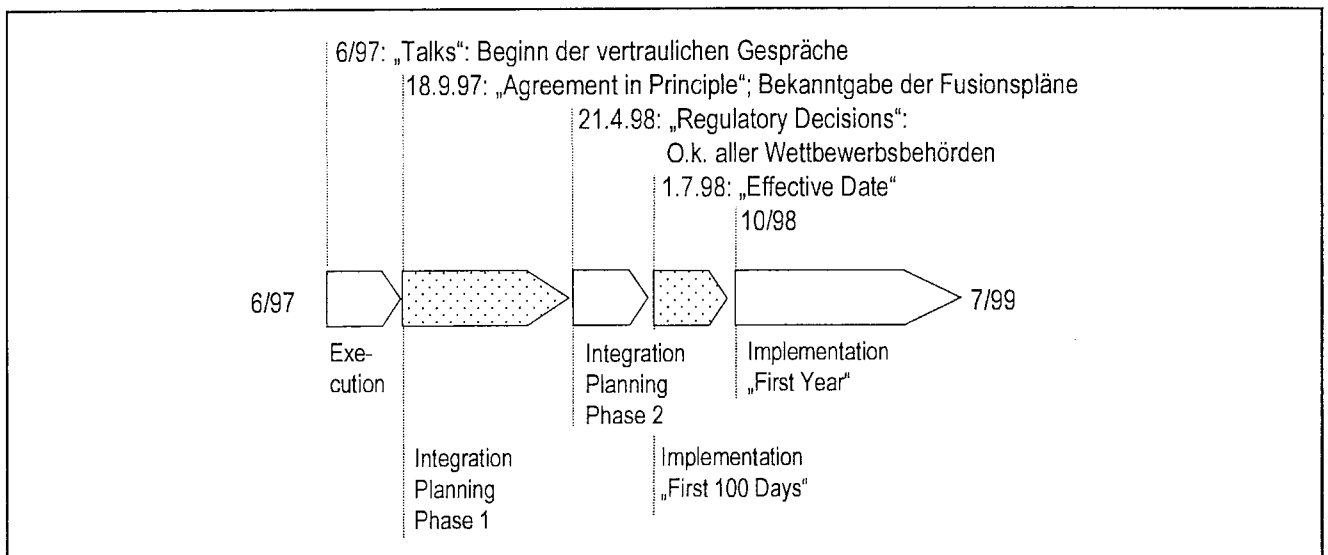 6/97: „Talks“: Beginn der vertraulichen Gespräche
18.9.97: „Agreement in Principle“; Bekanntgabe der Fusionspläne
21.4.98: „Regulatory Decisions“:
O.k. aller Wettbewerbsbehörden
1.7.98: „Effective Date“
10/98
6/97
7/99
Exe-
cution
Integration
Planning
Phase 1
Integration
Planning
Phase 2
Implementation
„First 100 Days“
Implementation
„First Year“